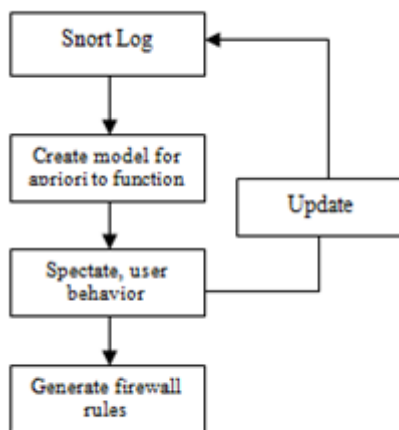 Snort Log
Create model for
apriori to function
Update
Spectate, user
behavior
Generate firewall
rules